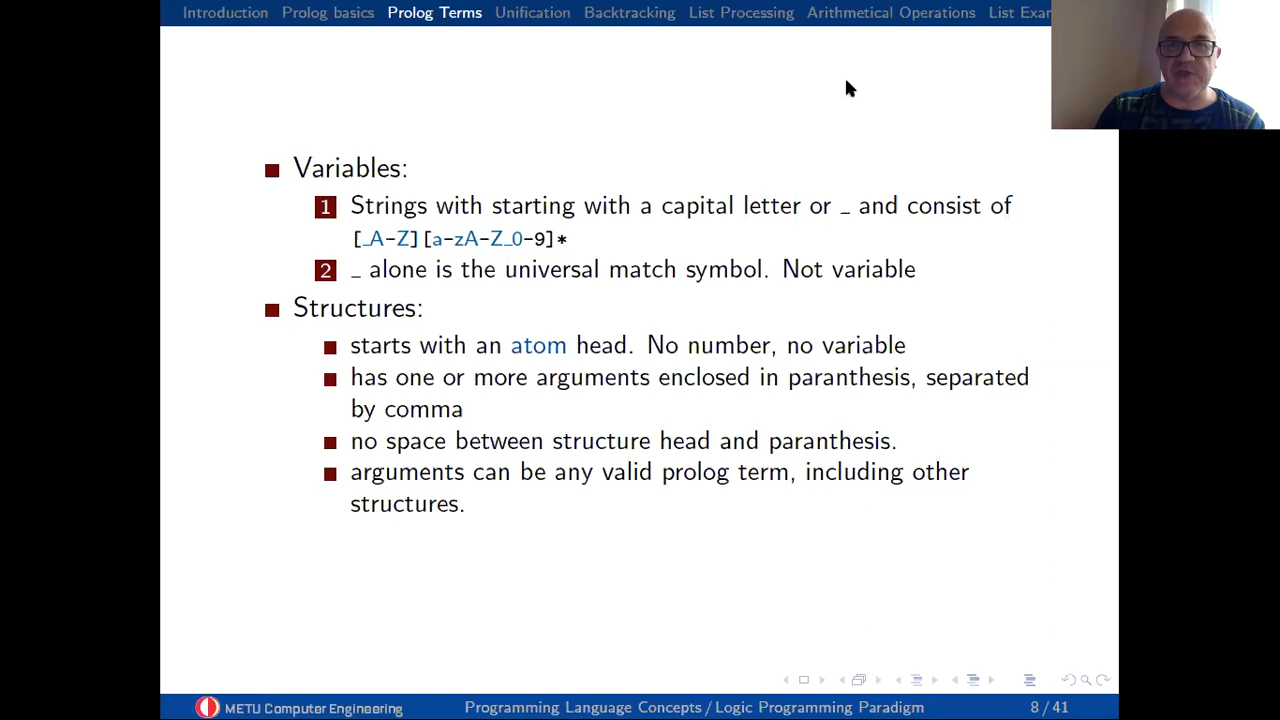 Introduction Prolog basics Prolog Terms Unification Backtracking List Processing Arithmetical Operations List Exar
Variables:
1 Strings with starting with a capital letter or _ and consist of
[_A-Z][a-zA-Z_0-9]*
2 _ alone is the universal match symbol. Not variable
Structures:
starts with an atom head. No number, no variable
has one or more arguments enclosed in paranthesis, separated
by comma
no space between structure head and paranthesis.
arguments can be any valid prolog term, including other
structures.
METU Computer Engineering Programming Language Concepts/Logic Programming Paradigm 8/41